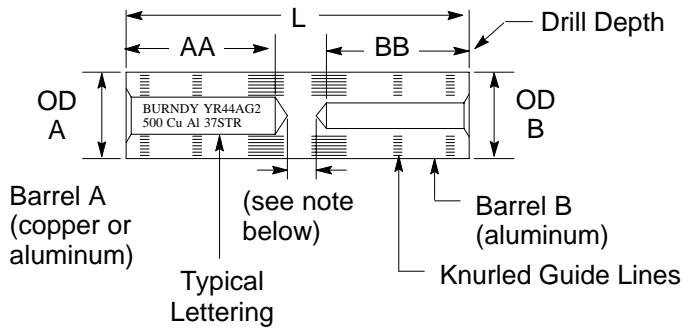 L
AA
BB
Drill Depth
OD
A
BURNDY YR44AG2
500 Cu Al 37STR
OD
B
Barrel A
(copper or
aluminum)
(see note
below)
Barrel B
(aluminum)
Typical
Lettering
Knurled Guide Lines